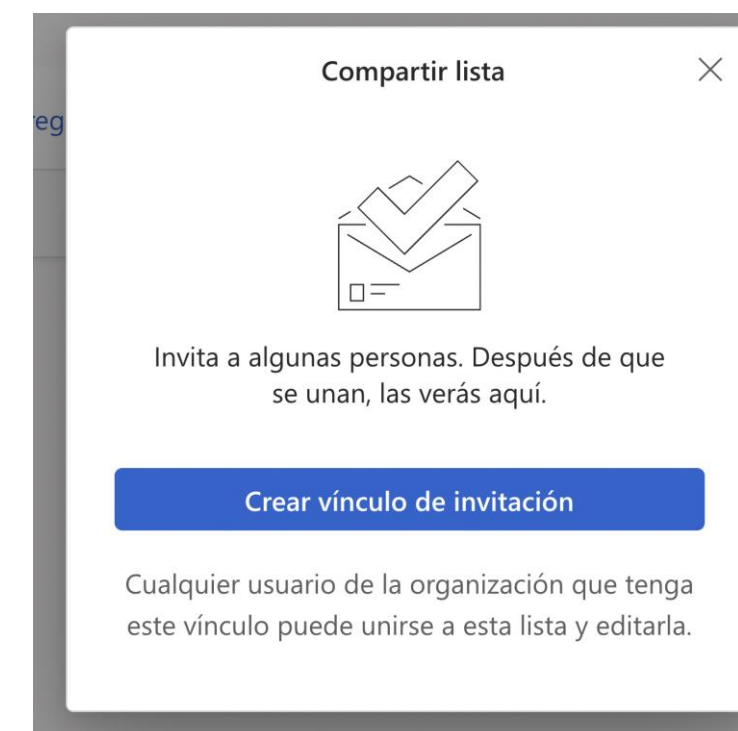 Compartir lista
reg
Invita a algunas personas. Después de que
se unan, las verás aquí.
Crear vínculo de invitación
Cualquier usuario de la organización que tenga
este vínculo puede unirse a esta lista y editarla.